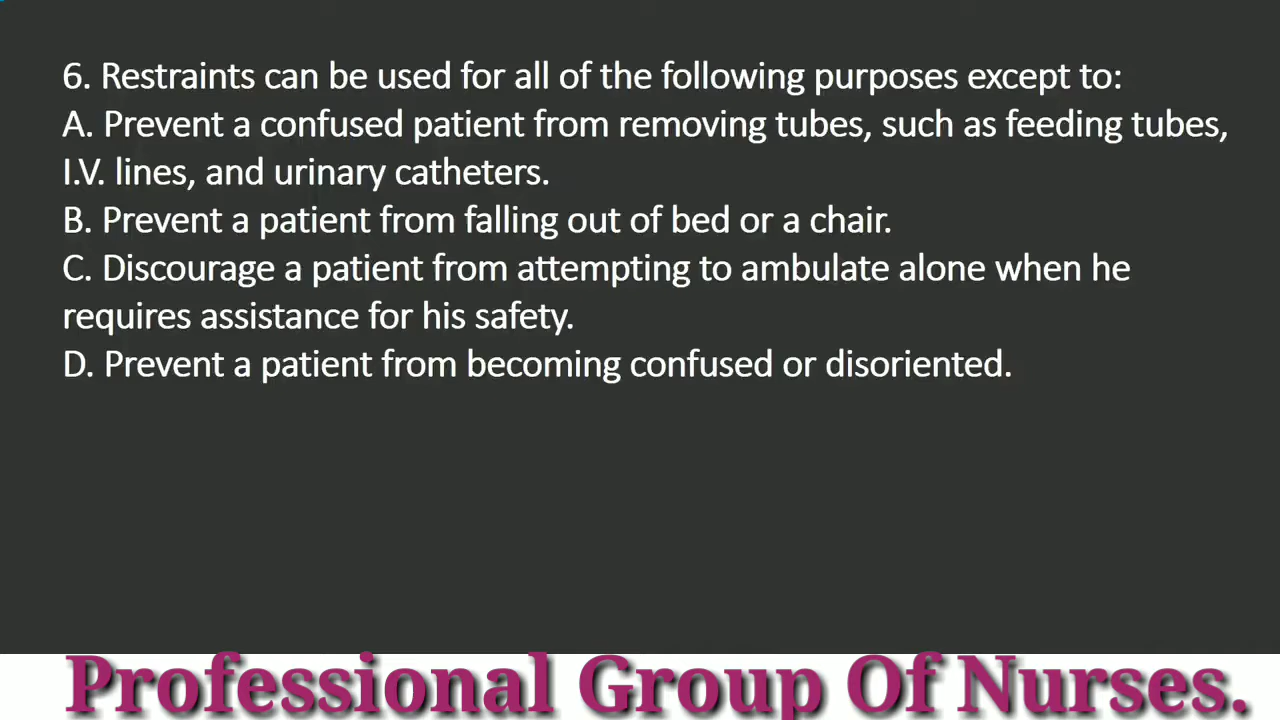 6. Restraints can be used for all of the following purposes except to:
A. Prevent a confused patient from removing tubes, such as feeding tubes,
I.V. lines, and urinary catheters.
B. Prevent a patient from falling out of bed or a chair.
C. Discourage a patient from attempting to ambulate alone when he
requires assistance for his safety.
D. Prevent a patient from becoming confused or disoriented.
Professional Group Of Nurses.